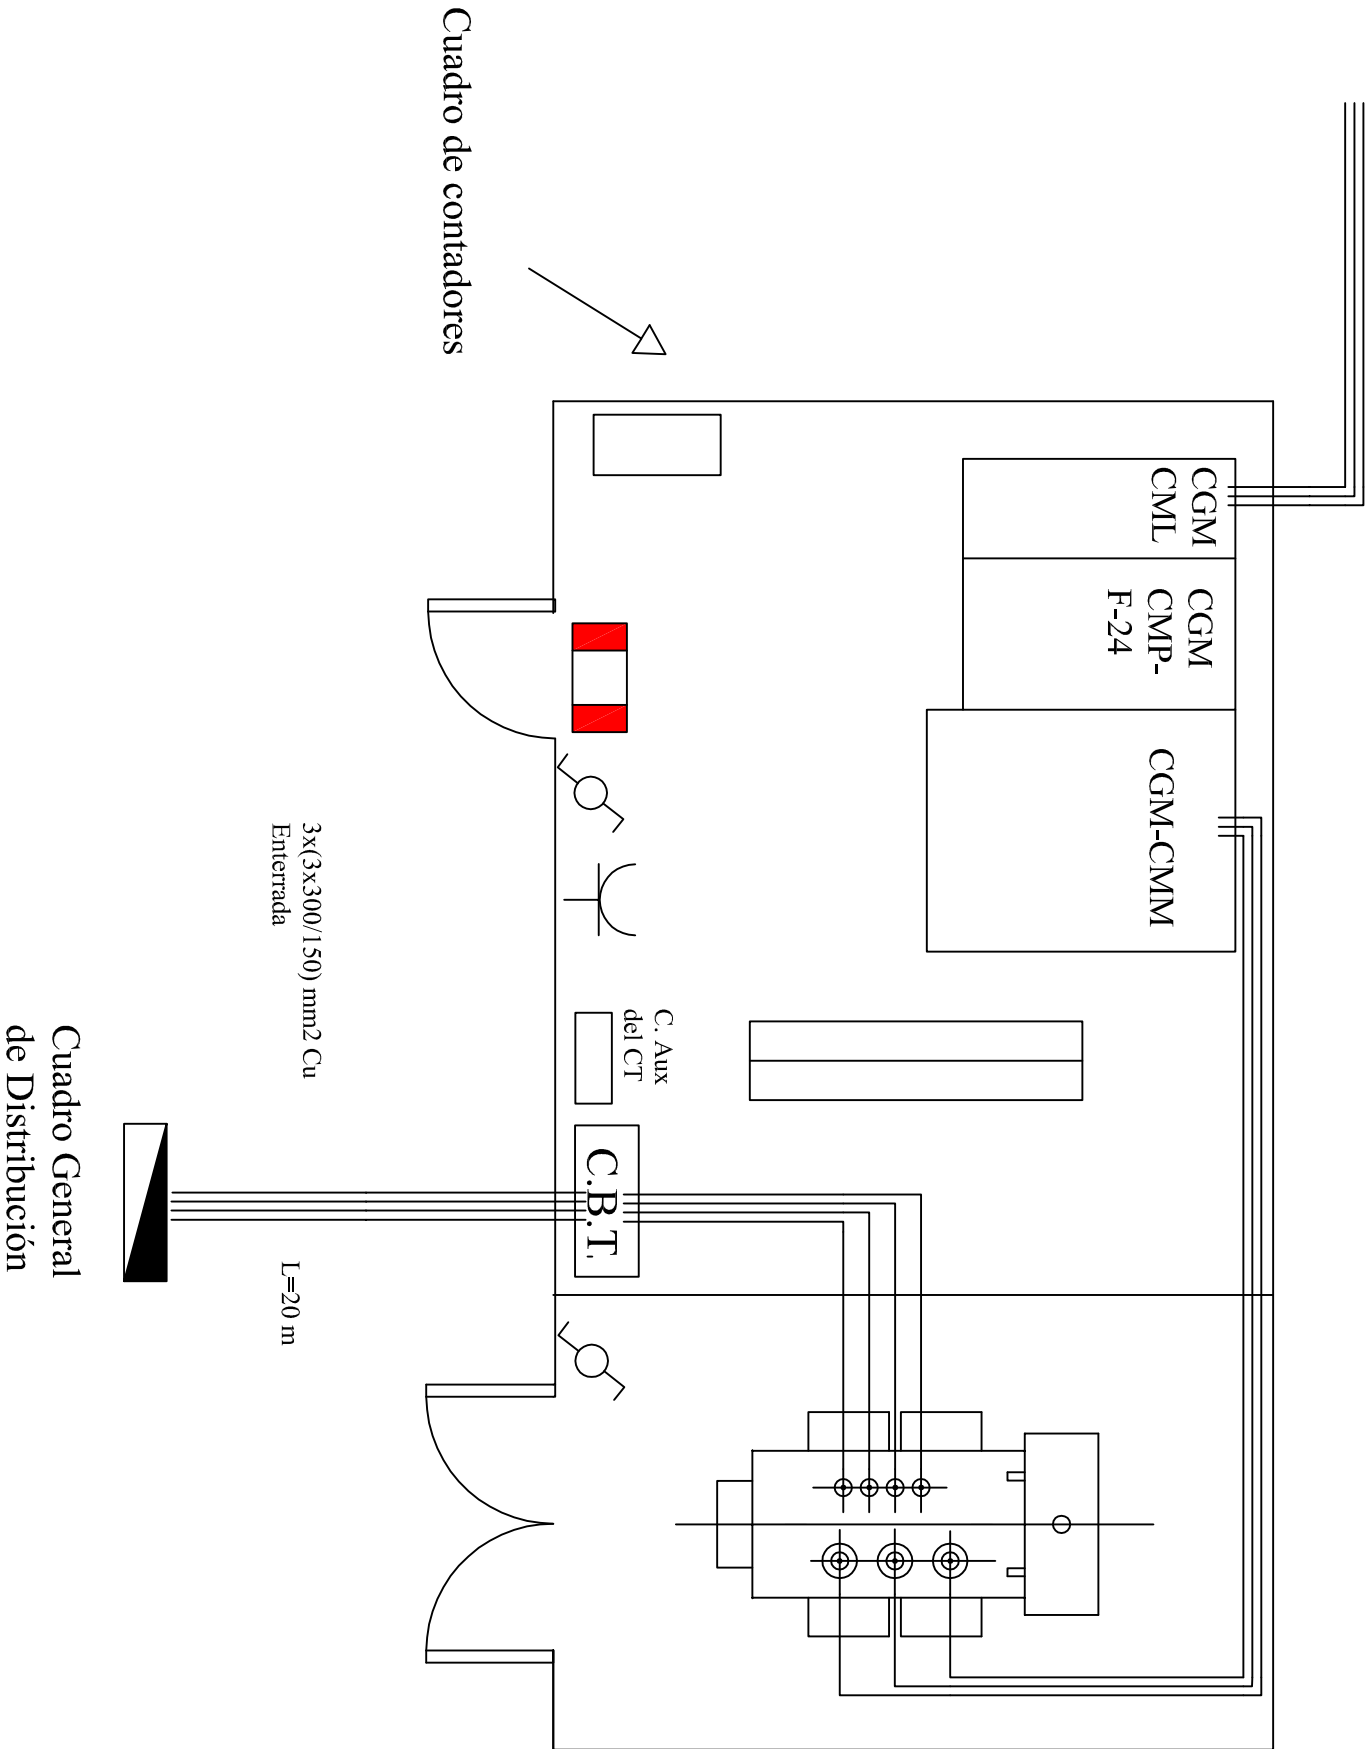 Cuadro de contadores
CGM
CML
CGM
CMP-
F-24
CGM-CMM
C. Aux
del CT
C.B.T.
3x(3x300/150) mm2 Cu
Enterrada
L=20 m
Cuadro General
de Distribución